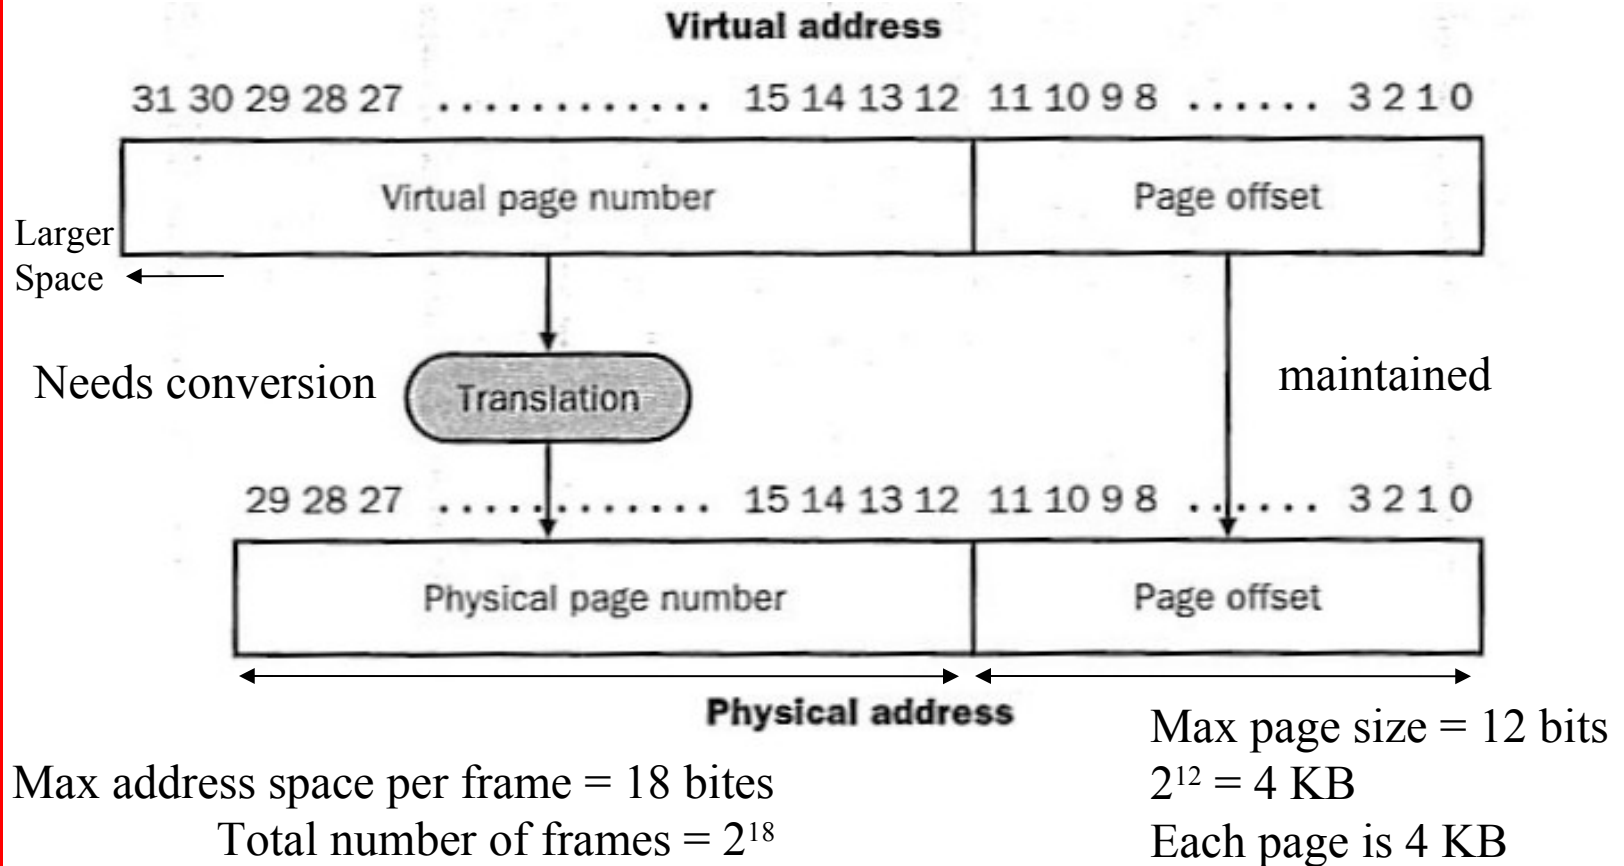 Virtual address
31 30 29 28 27 ............ 15 14 13 12 11 10 9 8 ...... 3 2 1 0
Virtual page number Page offset
Larger
Space
Needs conversion Translation maintained
29 28 27 ............ 15 14 13 12 11 10 9 8 ...... 3 2 1 0
Physical page number Page offset
Physical address
Max address space per frame = 18 bites
Total number of frames = 2¹⁸
Max page size = 12 bits
2¹² = 4 KB
Each page is 4 KB